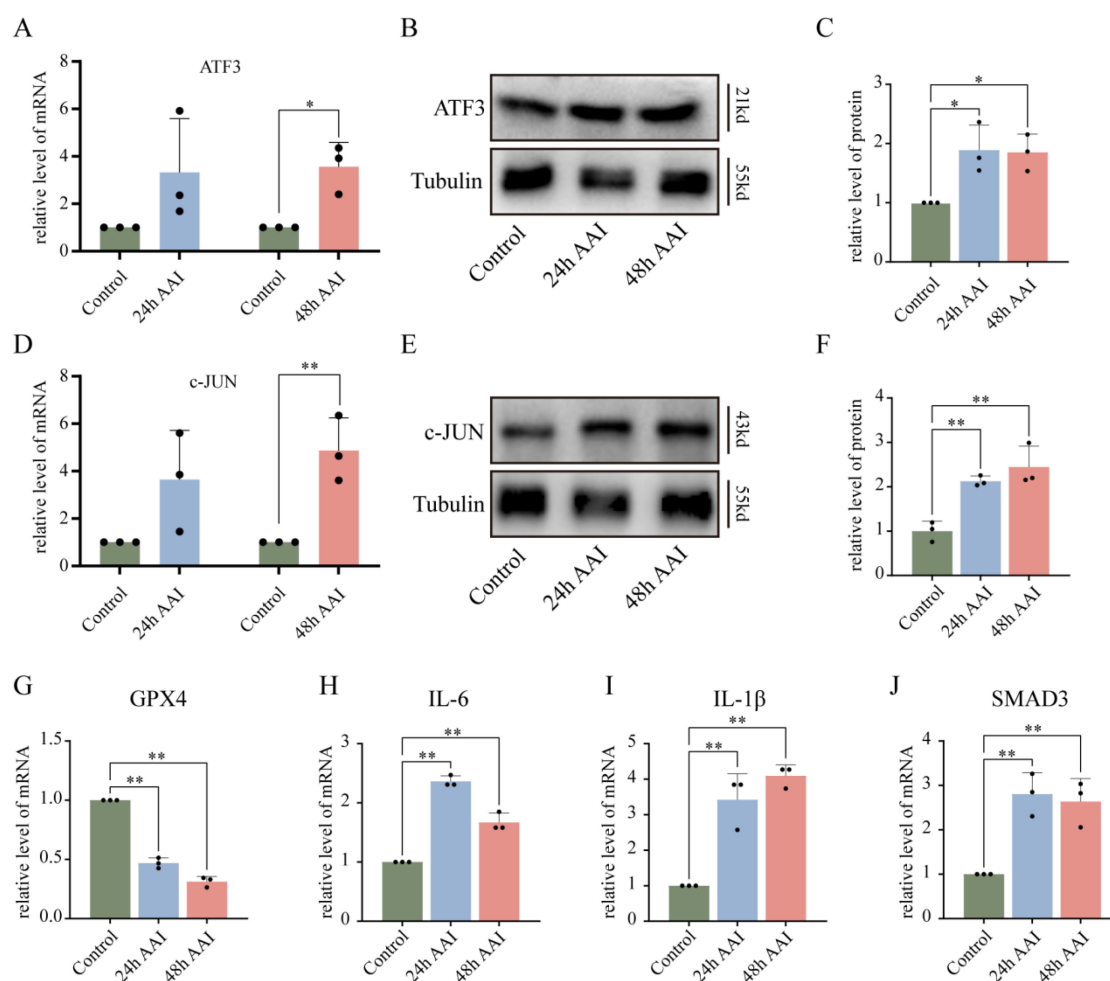 A
ATF3
relative level of mRNA
8
6
4
2
0
*
Control
24h AAI
Control
48h AAI
B
ATF3
21kd
Tubulin
55kd
Control
24h AAI
48h AAI
C
relative level of protein
3
2
1
0
*
*
Control
24h AAI
48h AAI
D
c-JUN
relative level of mRNA
8
6
4
2
0
**
Control
24h AAI
Control
48h AAI
E
c-JUN
43kd
Tubulin
55kd
Control
24h AAI
48h AAI
F
relative level of protein
4
3
2
1
0
**
**
Control
24h AAI
48h AAI
G
GPX4
relative level of mRNA
1.5
1.0
0.5
0.0
**
**
Control
24h AAI
48h AAI
H
IL-6
relative level of mRNA
3
2
1
0
**
**
Control
24h AAI
48h AAI
I
IL-1β
relative level of mRNA
5
4
3
2
1
0
**
**
Control
24h AAI
48h AAI
J
SMAD3
relative level of mRNA
4
3
2
1
0
**
**
Control
24h AAI
48h AAI